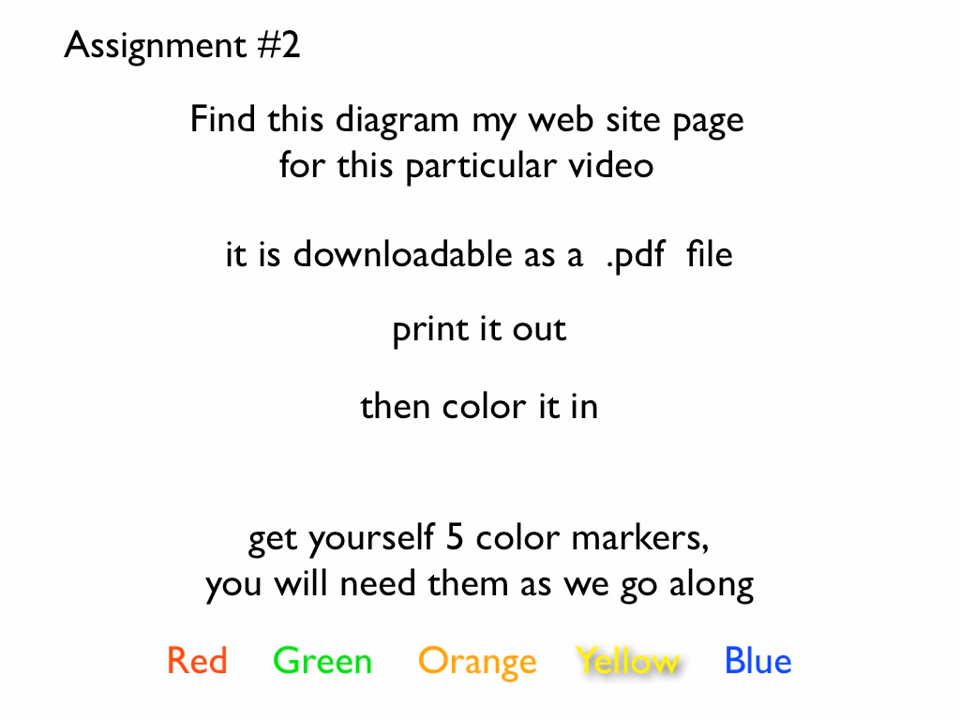 Assignment #2
Find this diagram my web site page
for this particular video
it is downloadable as a .pdf file
print it out
then color it in
get yourself 5 color markers,
you will need them as we go along
Red Green Orange Yellow Blue